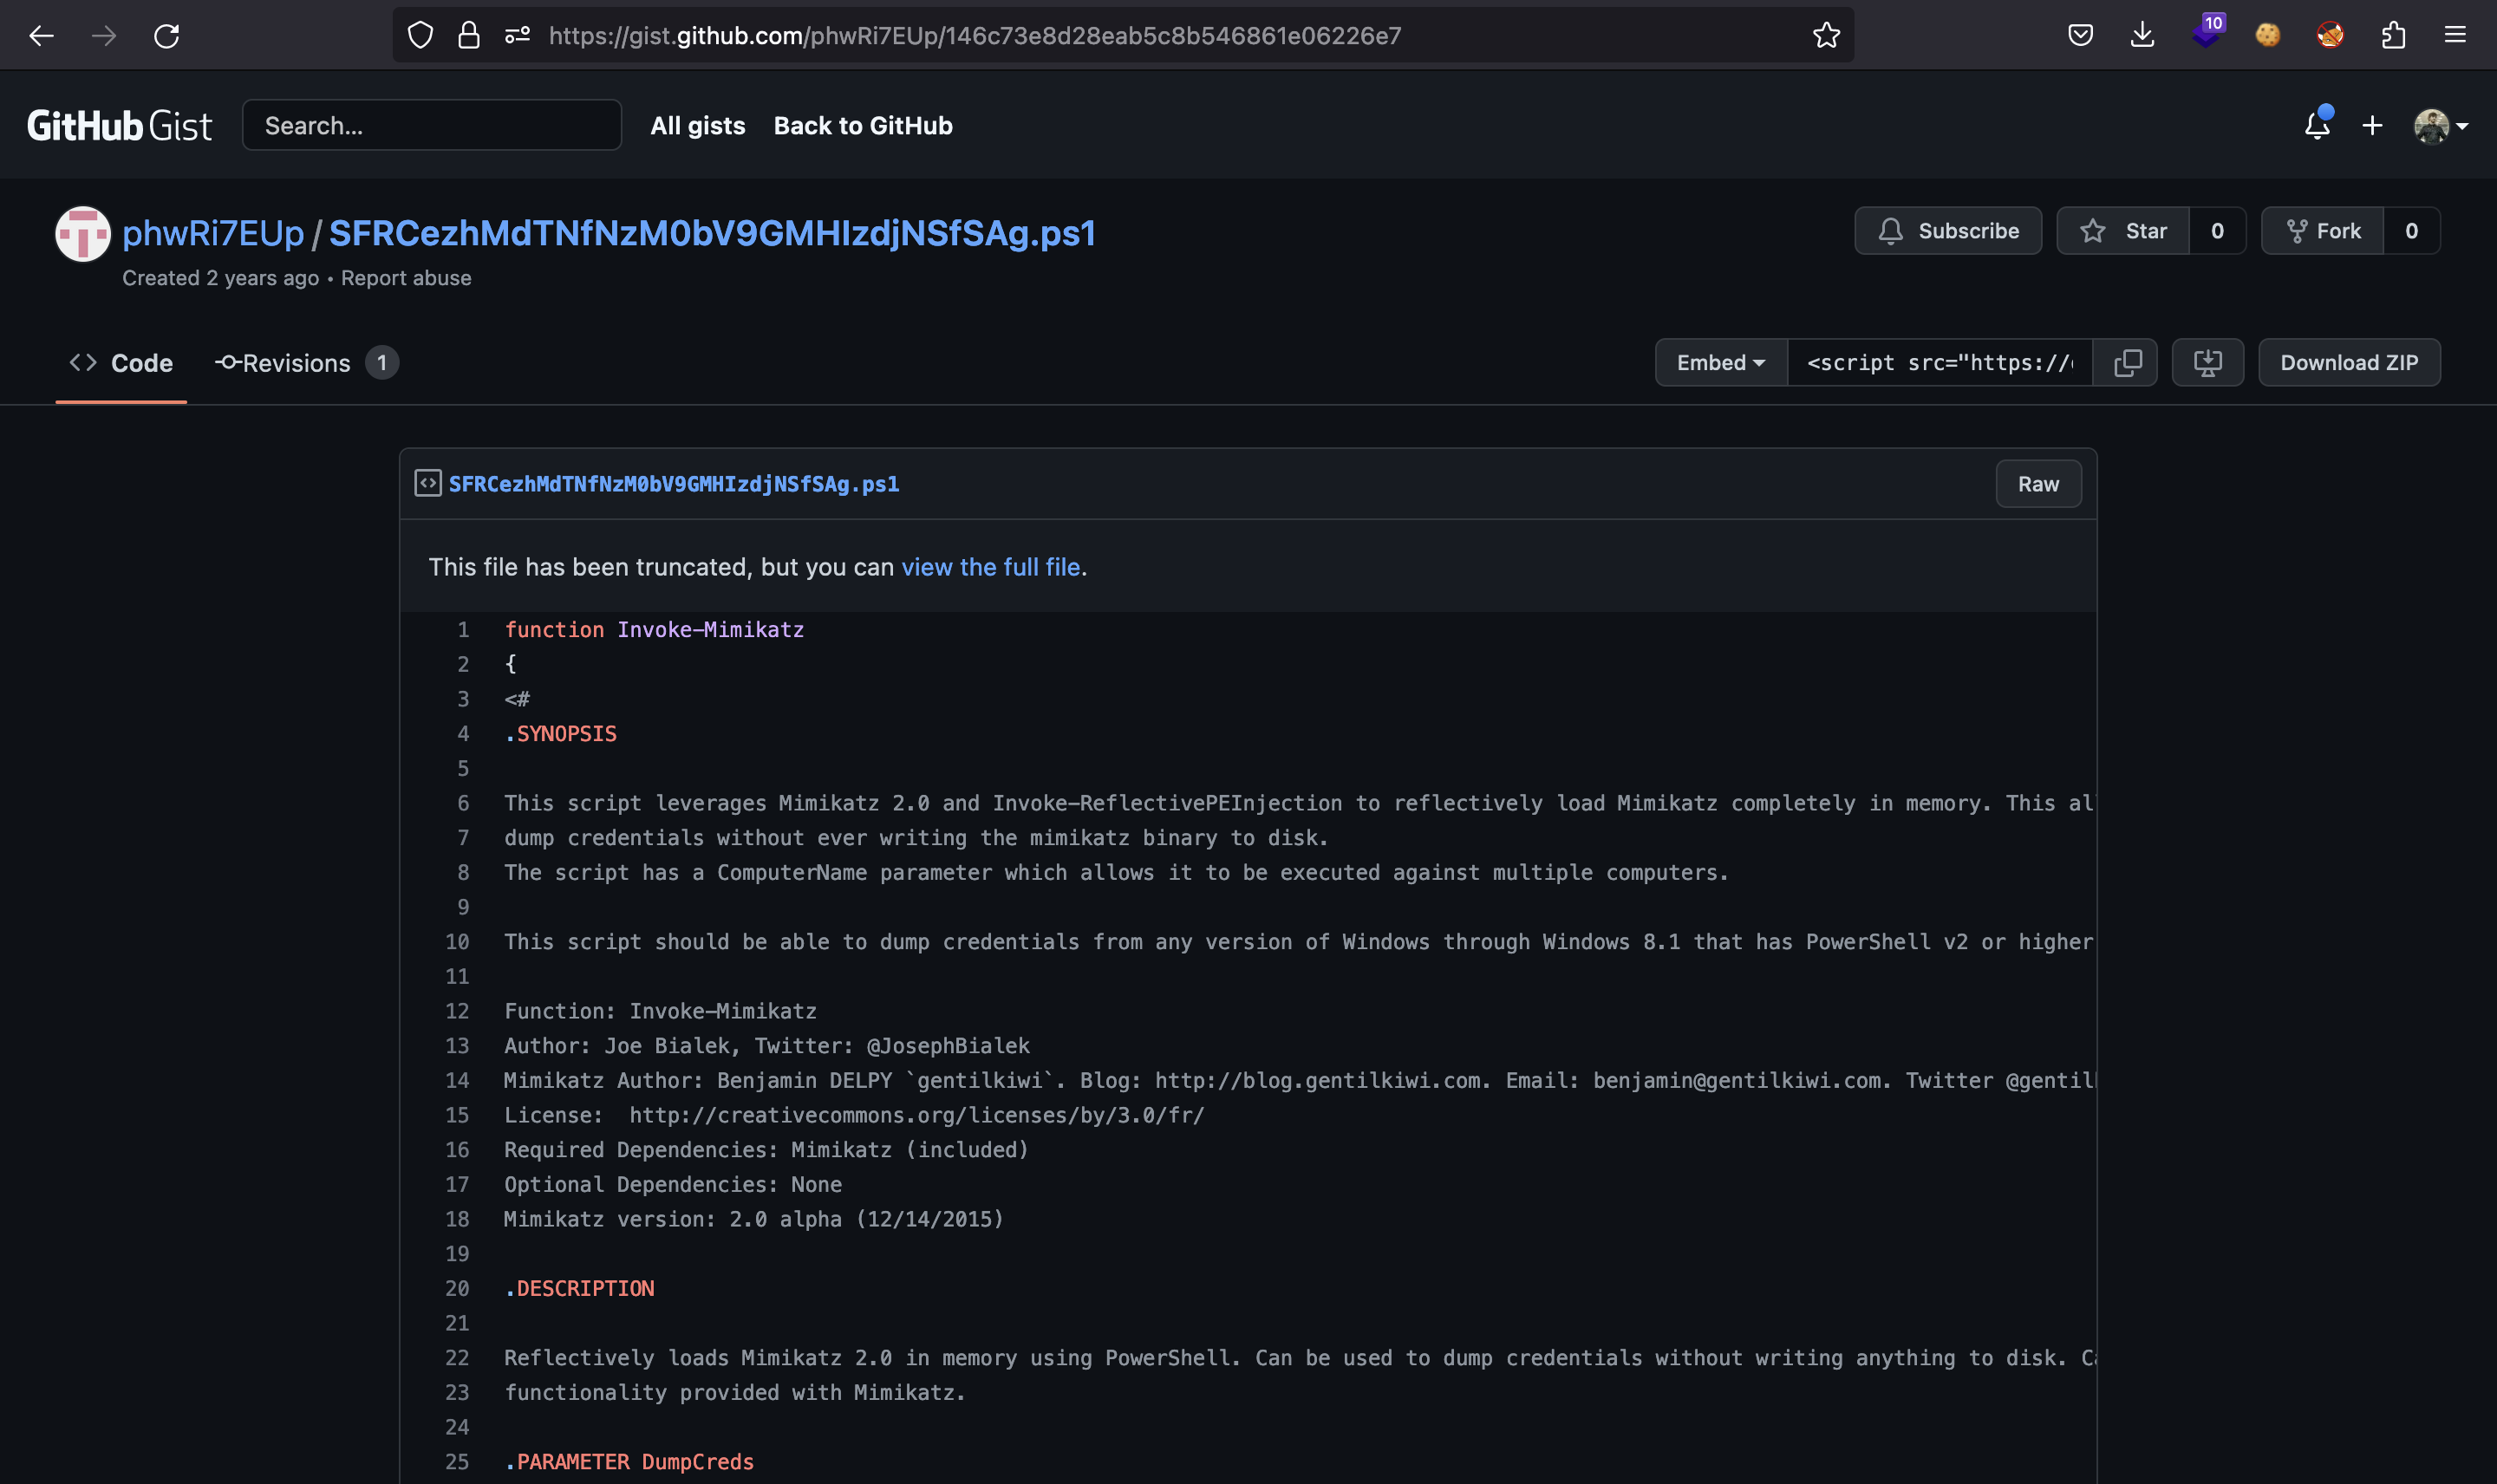 https://gist.github.com/phwRi7EUp/146c73e8d28eab5c8b546861e06226e7
10
GitHub Gist
Search...
All gists
Back to GitHub
phwRi7EUp / SFRCezhMdTNfNzM0bV9GMHIzdjNSfSAg.ps1
Created 2 years ago • Report abuse
Subscribe
Star
0
Fork
0
Code
Revisions 1
Embed
<script src="https://
Download ZIP
SFRCezhMdTNfNzM0bV9GMHIzdjNSfSAg.ps1
Raw
This file has been truncated, but you can view the full file.
1 function Invoke-Mimikatz
2 {
3 <#
4 .SYNOPSIS
5
6 This script leverages Mimikatz 2.0 and Invoke-ReflectivePEInjection to reflectively load Mimikatz completely in memory. This al
7 dump credentials without ever writing the mimikatz binary to disk.
8 The script has a ComputerName parameter which allows it to be executed against multiple computers.
9
10 This script should be able to dump credentials from any version of Windows through Windows 8.1 that has PowerShell v2 or higher
11
12 Function: Invoke-Mimikatz
13 Author: Joe Bialek, Twitter: @JosephBialek
14 Mimikatz Author: Benjamin DELPY `gentilkiwi`. Blog: http://blog.gentilkiwi.com. Email: benjamin@gentilkiwi.com. Twitter @gentil
15 License:  http://creativecommons.org/licenses/by/3.0/fr/
16 Required Dependencies: Mimikatz (included)
17 Optional Dependencies: None
18 Mimikatz version: 2.0 alpha (12/14/2015)
19
20 .DESCRIPTION
21
22 Reflectively loads Mimikatz 2.0 in memory using PowerShell. Can be used to dump credentials without writing anything to disk. C
23 functionality provided with Mimikatz.
24
25 .PARAMETER DumpCreds